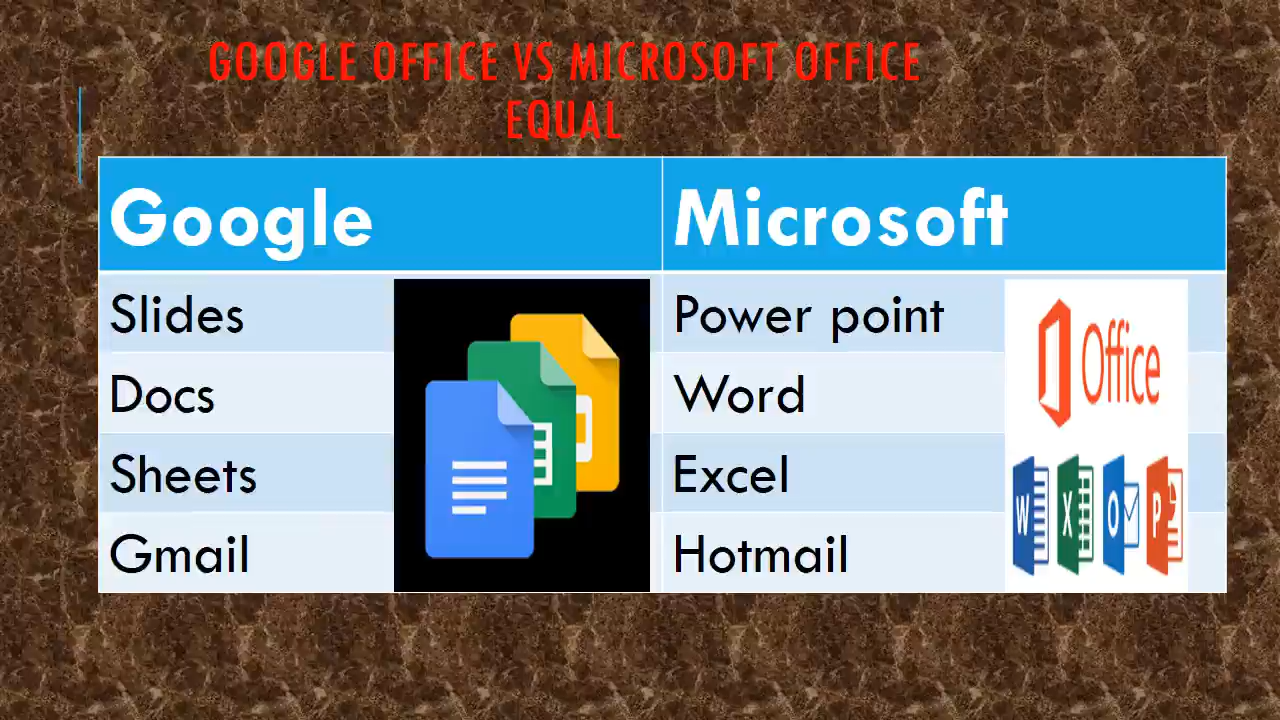 GOOGLE OFFICE VS MICROSOFT OFFICE
EQUAL
Google Microsoft
Slides Power point
Docs Word
Sheets Excel
Gmail Hotmail
Office
W X O P